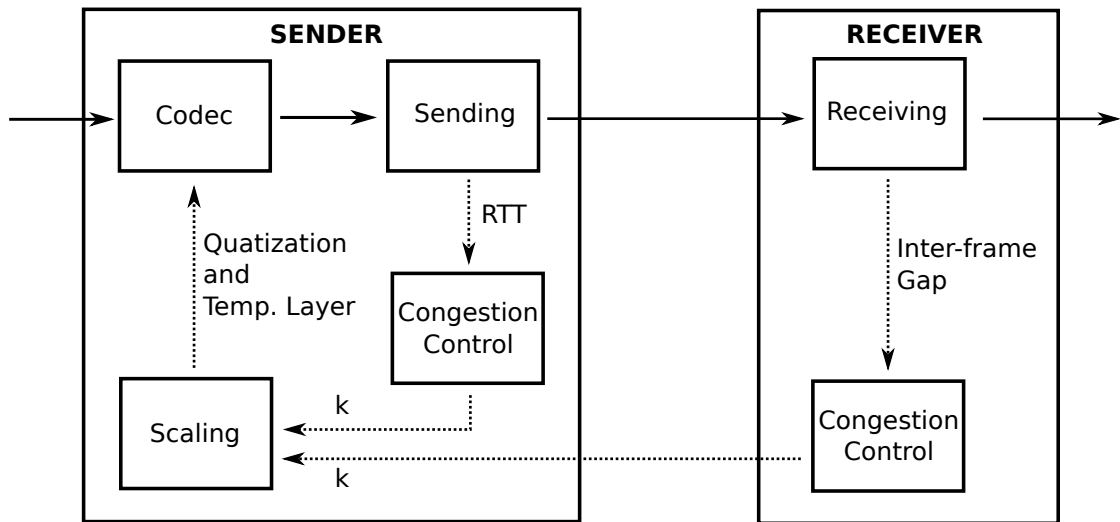 SENDER
Codec
Sending
RTT
Quatization
and
Temp. Layer
Congestion
Control
k
Scaling
k
RECEIVER
Receiving
Inter-frame
Gap
Congestion
Control